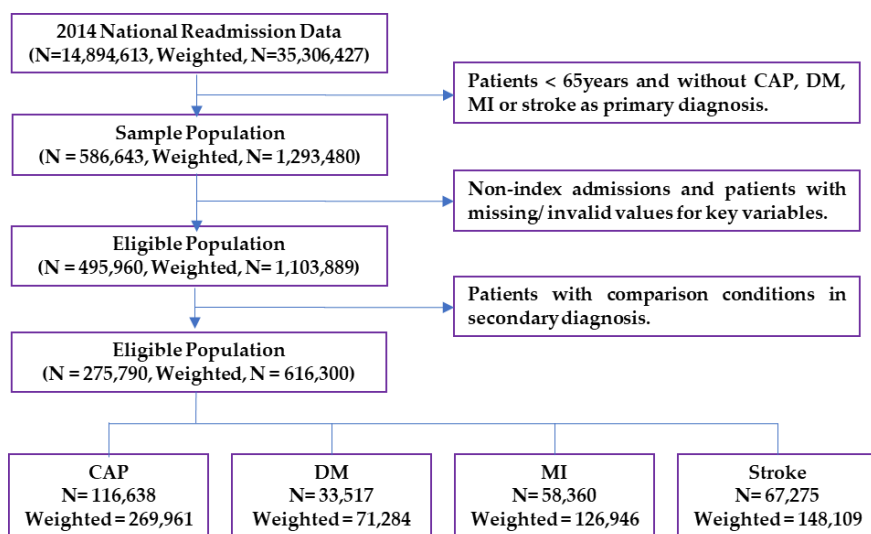 2014 National Readmission Data
(N=14,894,613, Weighted, N=35,306,427)
Patients < 65years and without CAP, DM,
MI or stroke as primary diagnosis.
Sample Population
(N = 586,643, Weighted, N= 1,293,480)
Non-index admissions and patients with
missing/ invalid values for key variables.
Eligible Population
(N = 495,960, Weighted, N= 1,103,889)
Patients with comparison conditions in
secondary diagnosis.
Eligible Population
(N = 275,790, Weighted, N = 616,300)
CAP
N= 116,638
Weighted = 269,961
DM
N= 33,517
Weighted = 71,284
MI
N= 58,360
Weighted = 126,946
Stroke
N= 67,275
Weighted = 148,109